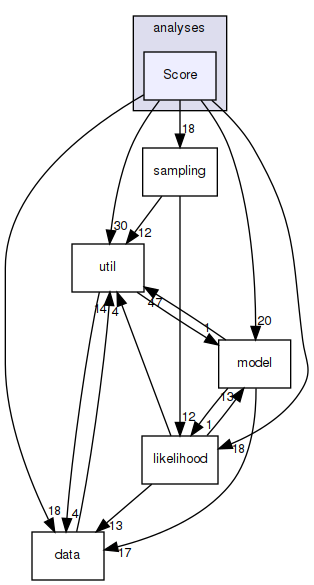 analyses
Score
18
sampling
30
12
util
14
4
47
1
20
model
13
12
1
18
likelihood
18
4
13
17
data